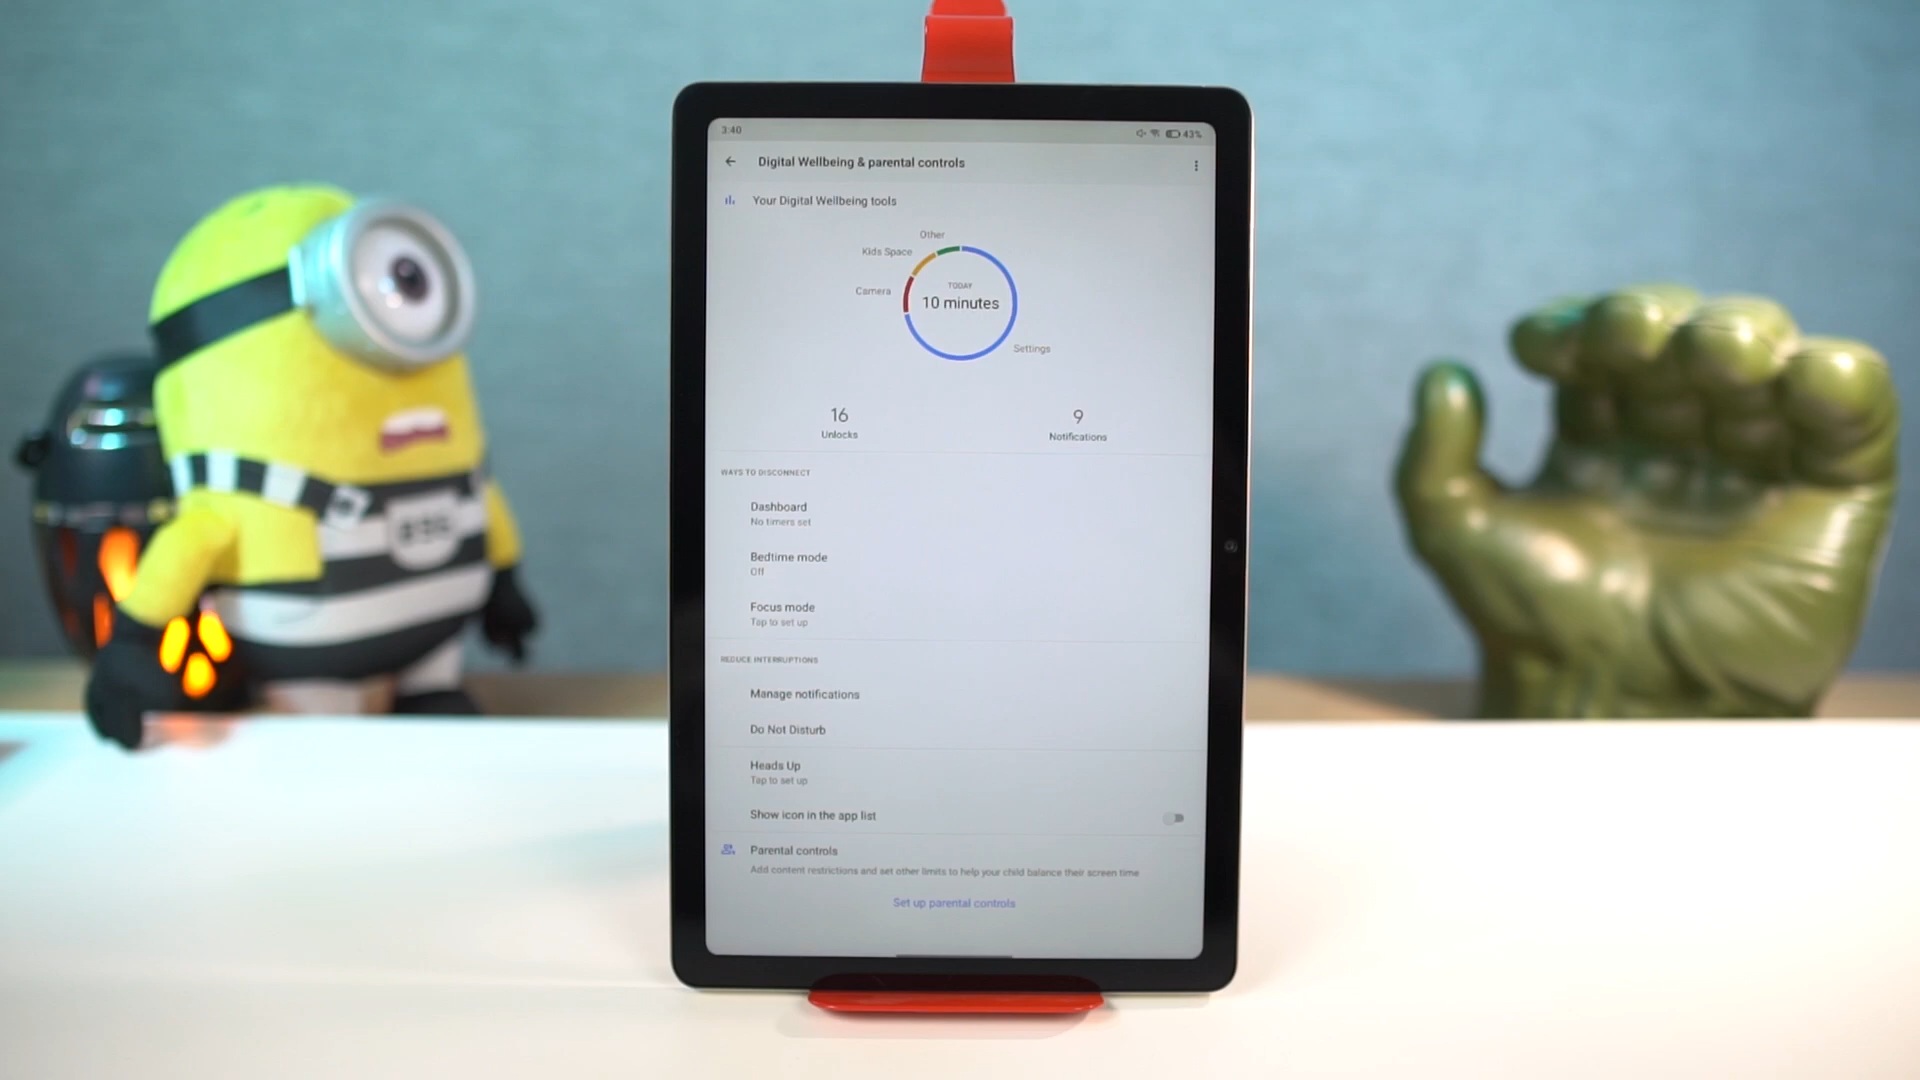 3:40
43%
Digital Wellbeing & parental controls
Your Digital Wellbeing tools
Other
Kids Space
Camera
TODAY
10 minutes
Settings
16
Unlocks
9
Notifications
WAYS TO DISCONNECT
Dashboard
No timers set
Bedtime mode
Off
Focus mode
Tap to set up
REDUCE INTERRUPTIONS
Manage notifications
Do Not Disturb
Heads Up
Tap to set up
Show icon in the app list
Parental controls
Add content restrictions and set other limits to help your child balance their screen time
Set up parental controls